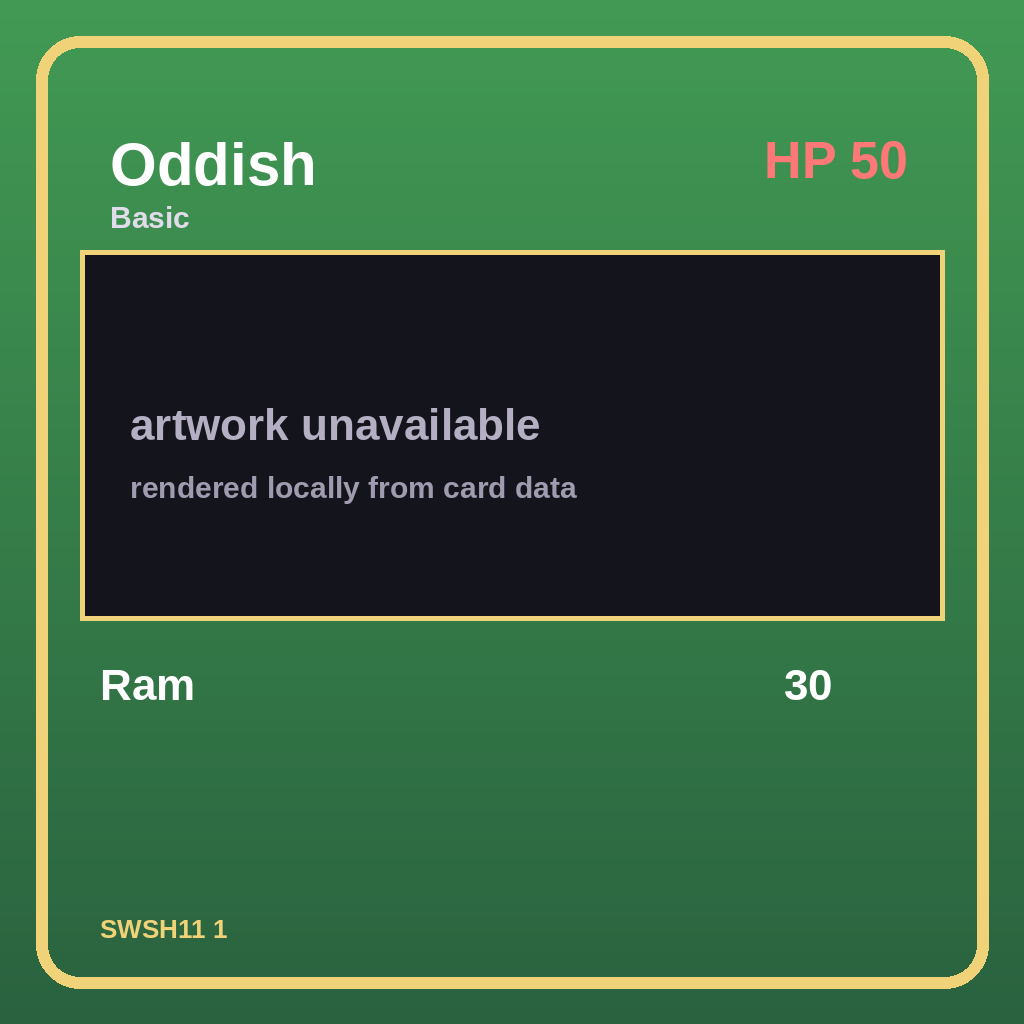 Oddish HP 50
Basic
artwork unavailable
rendered locally from card data
Ram 30
SWSH11 1